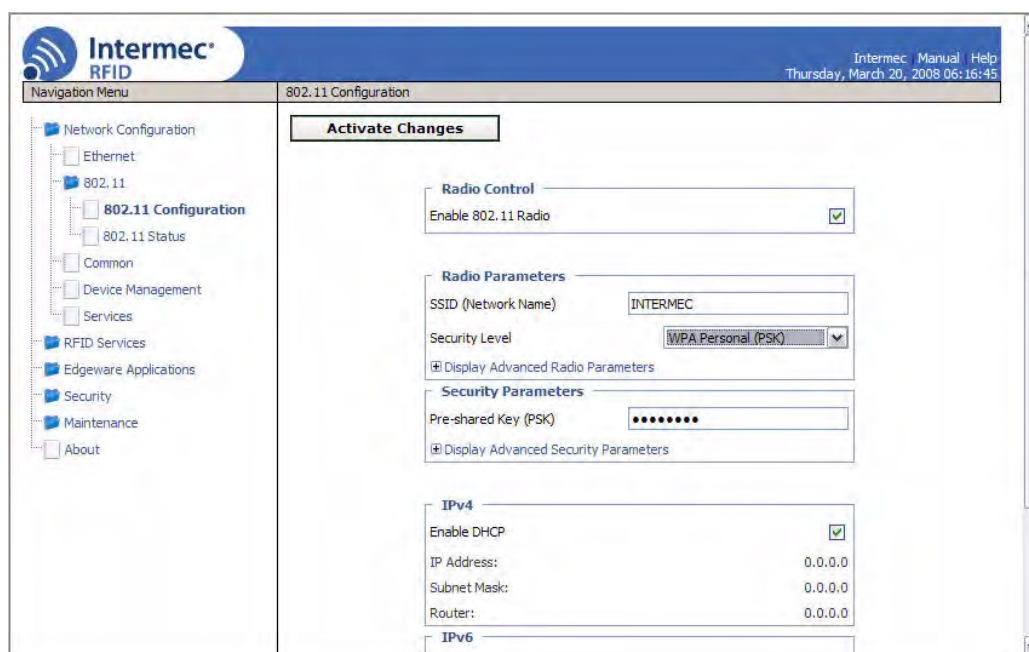 Intermec®
RFID
Intermec | Manual | Help
Thursday, March 20, 2008 06:16:45
Navigation Menu
802.11 Configuration
Network Configuration
Ethernet
802.11
802.11 Configuration
802.11 Status
Common
Device Management
Services
RFID Services
Edgeware Applications
Security
Maintenance
About
Activate Changes
Radio Control
Enable 802.11 Radio
Radio Parameters
SSID (Network Name) INTERMEC
Security Level WPA Personal (PSK)
Display Advanced Radio Parameters
Security Parameters
Pre-shared Key (PSK) ••••••••
Display Advanced Security Parameters
IPv4
Enable DHCP
IP Address: 0.0.0.0
Subnet Mask: 0.0.0.0
Router: 0.0.0.0
IPv6